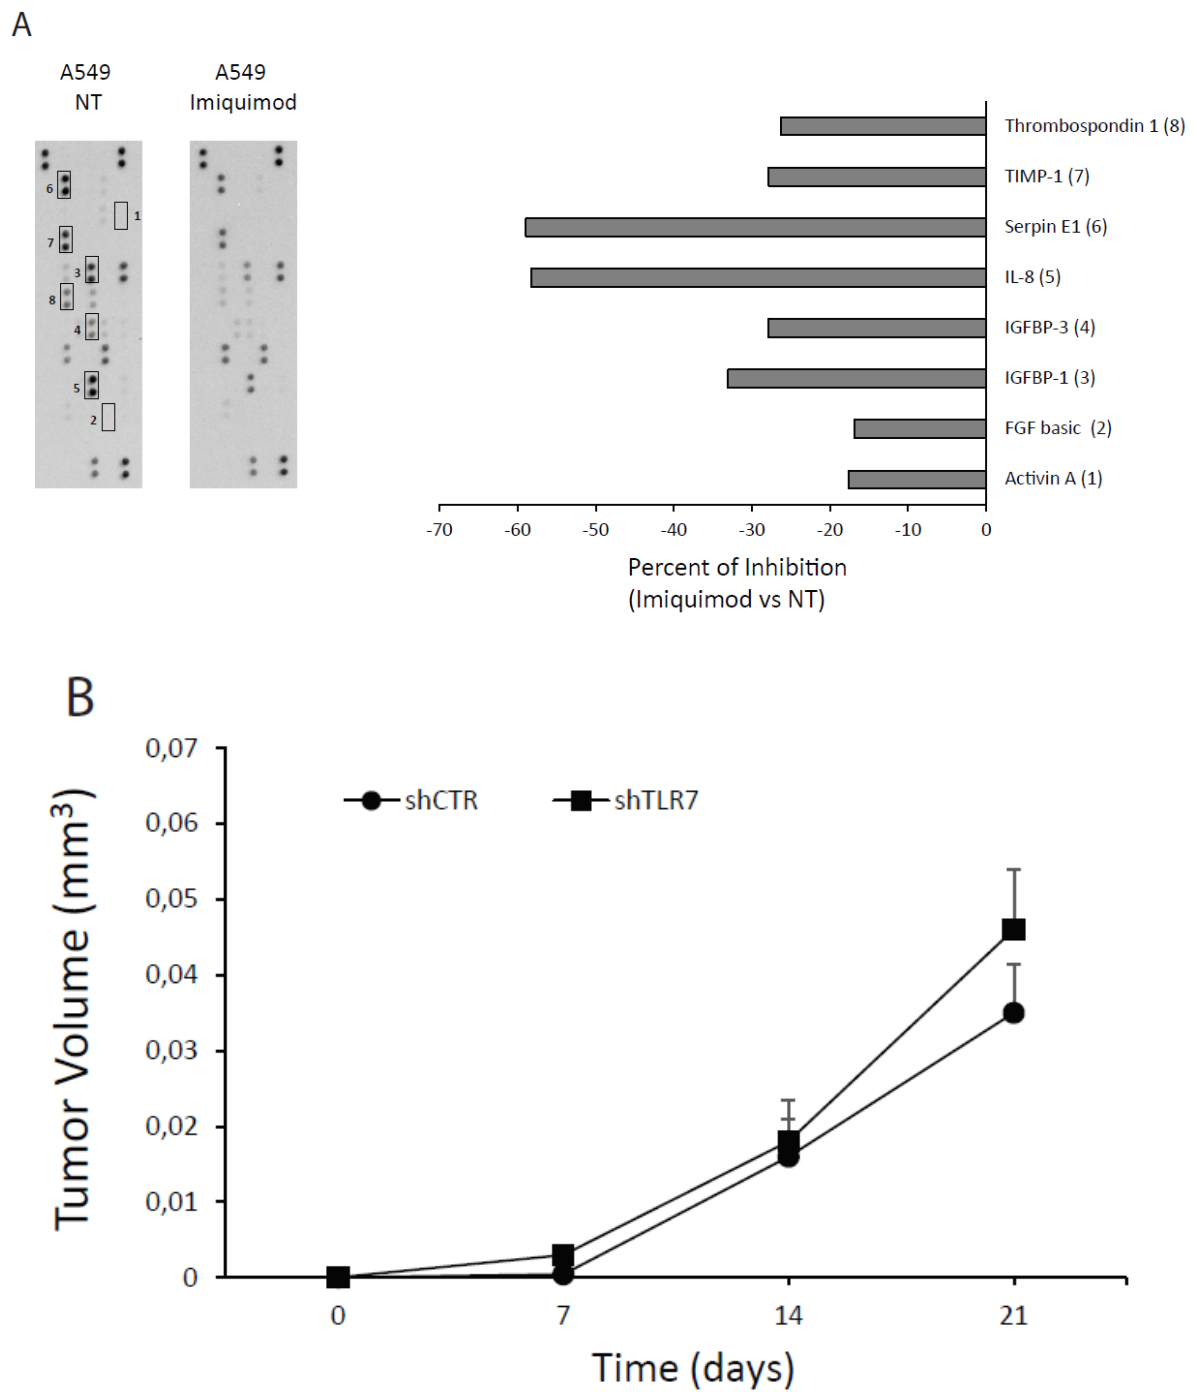 A
A549
NT
A549
Imiquimod
6
1
7
3
8
4
5
2
Thrombospondin 1 (8)
TIMP-1 (7)
Serpin E1 (6)
IL-8 (5)
IGFBP-3 (4)
IGFBP-1 (3)
FGF basic (2)
Activin A (1)
-70 -60 -50 -40 -30 -20 -10 0
Percent of Inhibition
(Imiquimod vs NT)
B
Tumor Volume (mm³)
0,07
0,06
0,05
0,04
0,03
0,02
0,01
0
shCTR shTLR7
0 7 14 21
Time (days)